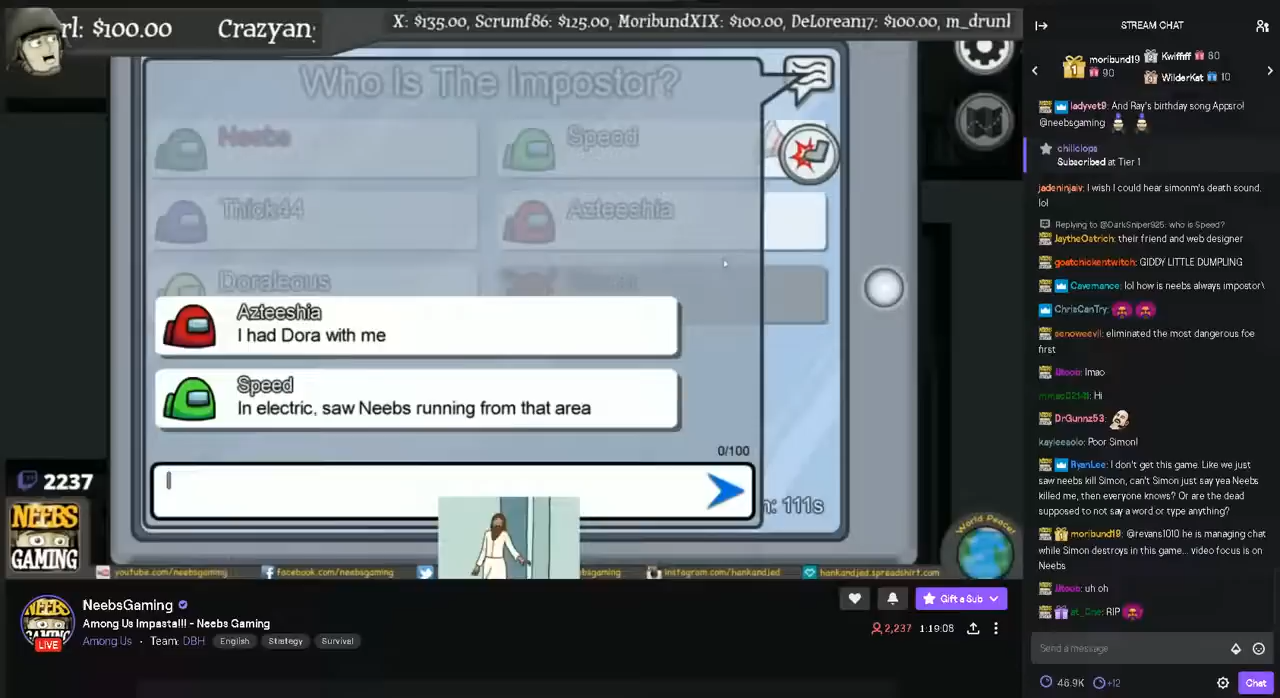 rl: $100.00 Crazyan
X: $135.00, Scrumf86: $125.00, MoribundXIX: $100.00, DeLorean17: $100.00, m_drunl
Who Is The Impostor?
Neebs
Speed
Thick44
Azteeshia
Doraleous
Azteeshia
I had Dora with me
Speed
In electric, saw Neebs running from that area
0/100
n: 111s
2237
NEEBS
GAMING
World Peace!
youtube.com/neebsgaming
facebook.com/neebsgaming
bsgaming
instagram.com/hankandjed
hankandjed.spreadshirt.com
NEEBS
LIVE
NeebsGaming
Among Us Impasta!!! - Neebs Gaming
Among Us · Team: DBH English Strategy Survival
Gift a Sub
2,237 1:19:08
STREAM CHAT
moribund19
90
Kwiffiff 80
WilderKat 10
ladyvet9: And Ray's birthday song Appsro!
@neebsgaming
chiliclops
Subscribed at Tier 1
jadeninjaiv: I wish I could hear simonm's death sound.
lol
Replying to @DarkSniper925: who is Speed?
JaytheOstrich: their friend and web designer
goatchickentwitch: GIDDY LITTLE DUMPLING
Cavemance: lol how is neebs always impostor\
ChrisCanTry:
senoweevil: eliminated the most dangerous foe
first
lmao
: Hi
DrGunnz53:
kayleesolo: Poor Simon!
RyanLee: I don't get this game. Like we just
saw neebs kill Simon, can't Simon just say yea Neebs
killed me, then everyone knows? Or are the dead
supposed to not say a word or type anything?
moribund19: @revans1010 he is managing chat
while Simon destroys in this game... video focus is on
Neebs
uh oh
at_One: RIP
Send a message
46.9K +12
Chat